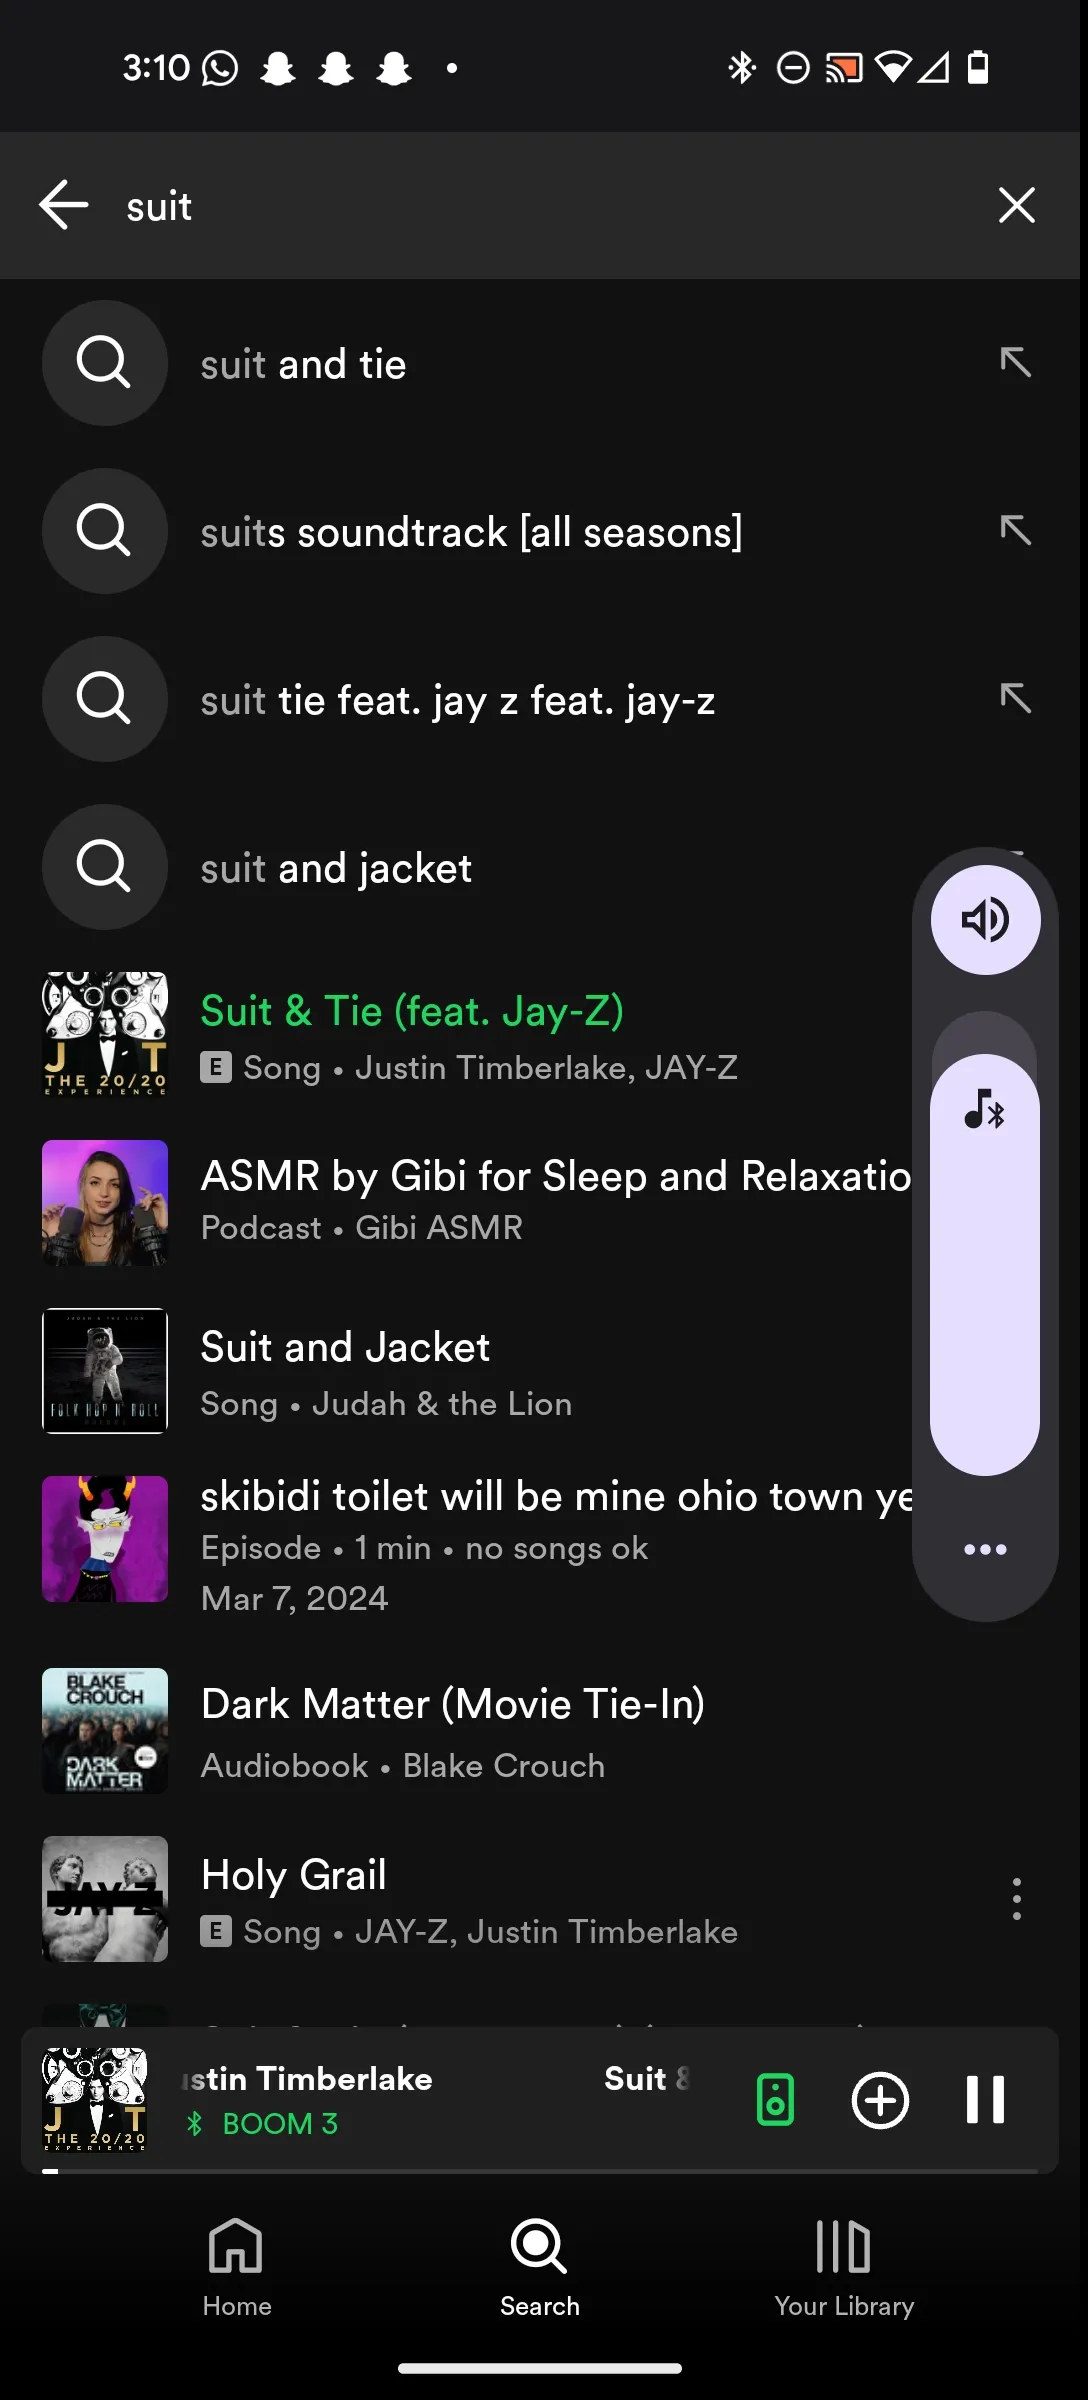 3:10
suit
suit and tie
suits soundtrack [all seasons]
suit tie feat. jay z feat. jay-z
suit and jacket
J T
THE 20/20
EXPERIENCE
Suit & Tie (feat. Jay-Z)
E Song • Justin Timberlake, JAY-Z
ASMR by Gibi for Sleep and Relaxatio
Podcast • Gibi ASMR
JUDAH & THE LION
FOLK HOP N' ROLL
Suit and Jacket
Song • Judah & the Lion
skibidi toilet will be mine ohio town ye
Episode • 1 min • no songs ok
Mar 7, 2024
BLAKE
CROUCH
DARK
MATTER
Dark Matter (Movie Tie-In)
Audiobook • Blake Crouch
JAY-Z
Holy Grail
E Song • JAY-Z, Justin Timberlake
J T
THE 20/20
EXPERIENCE
ustin Timberlake Suit &
BOOM 3
Home
Search
Your Library